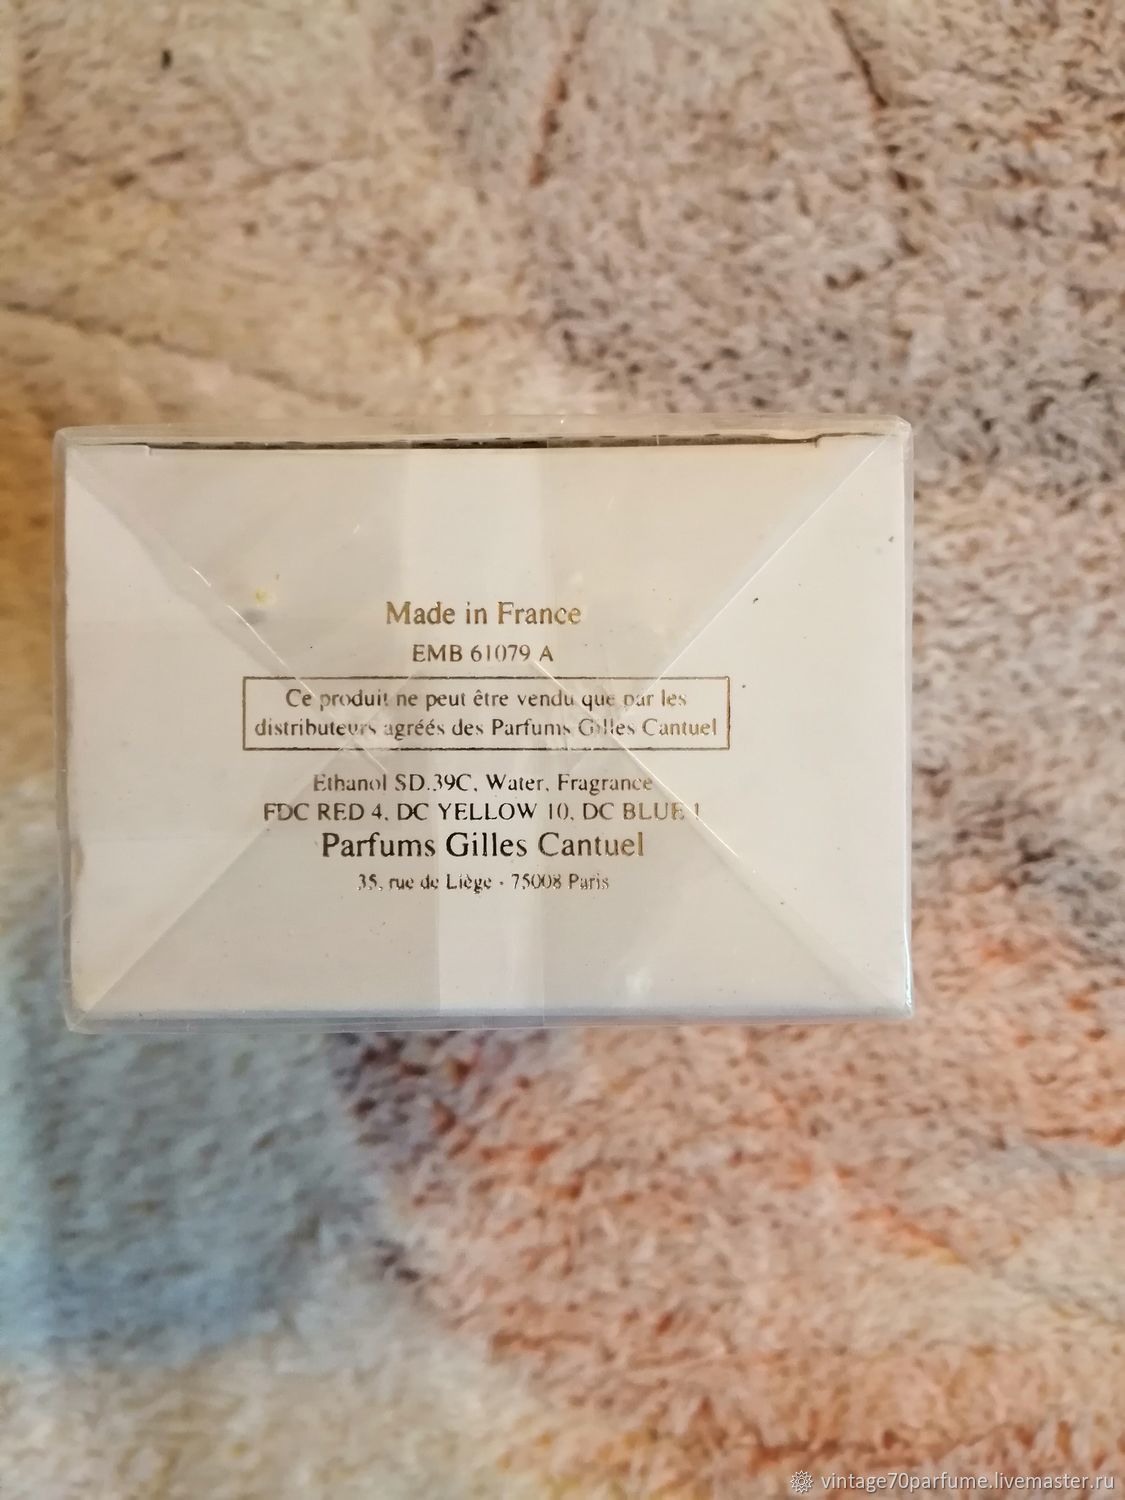 Made in France
EMB 61079 A
Ce produit ne peut être vendu que par les
distributeurs agréés des Parfums Gilles Cantuel
Ethanol SD.39C, Water, Fragrance
FDC RED 4, DC YELLOW 10, DC BLUE 1
Parfums Gilles Cantuel
35, rue de Liège - 75008 Paris
vintage70parfume.livemaster.ru